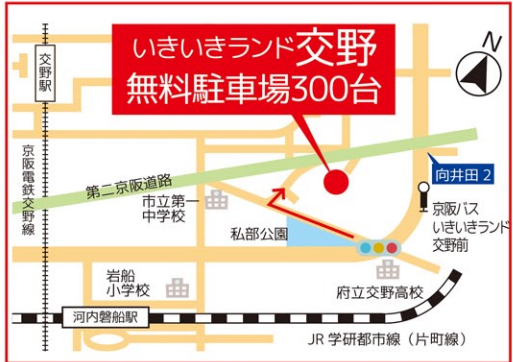 いきいきランド交野
無料駐車場300台
N
交野駅
京阪電鉄交野線
第二京阪道路
向井田2
市立第一
中学校
京阪バス
いきいきランド
交野前
私部公園
岩船
小学校
府立交野高校
河内磐船駅
JR学研都市線（片町線）